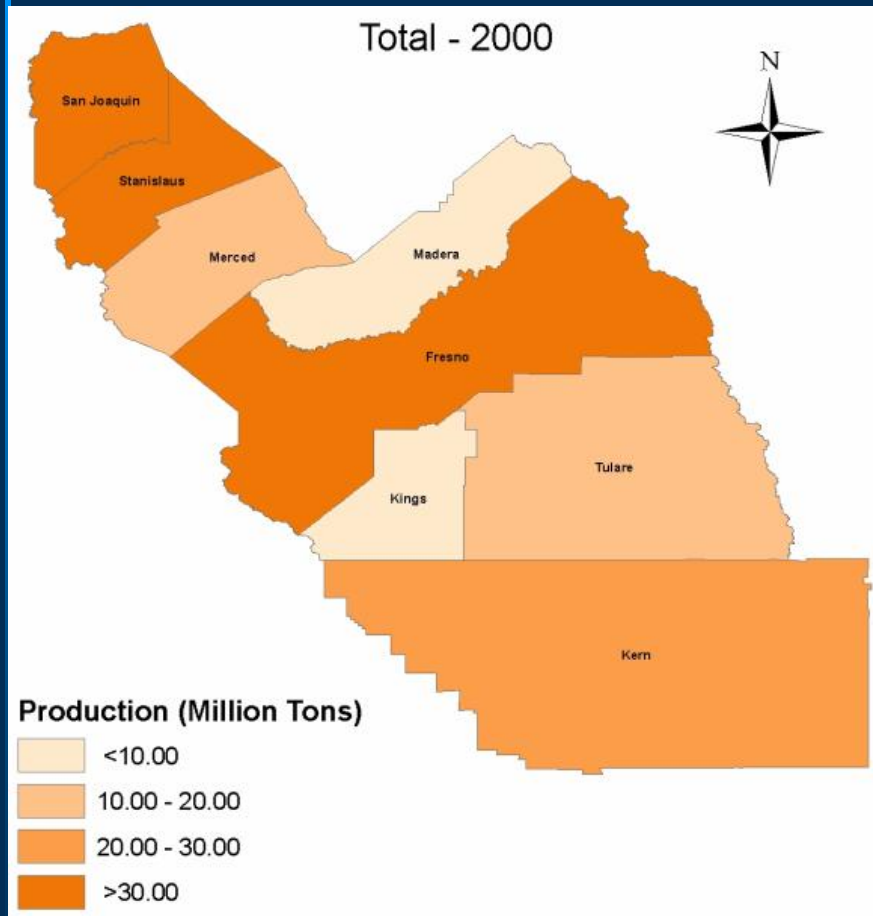 Total - 2000
N
San Joaquin
Stanislaus
Merced
Madera
Fresno
Tulare
Kings
Kern
Production (Million Tons)
<10.00
10.00 - 20.00
20.00 - 30.00
>30.00